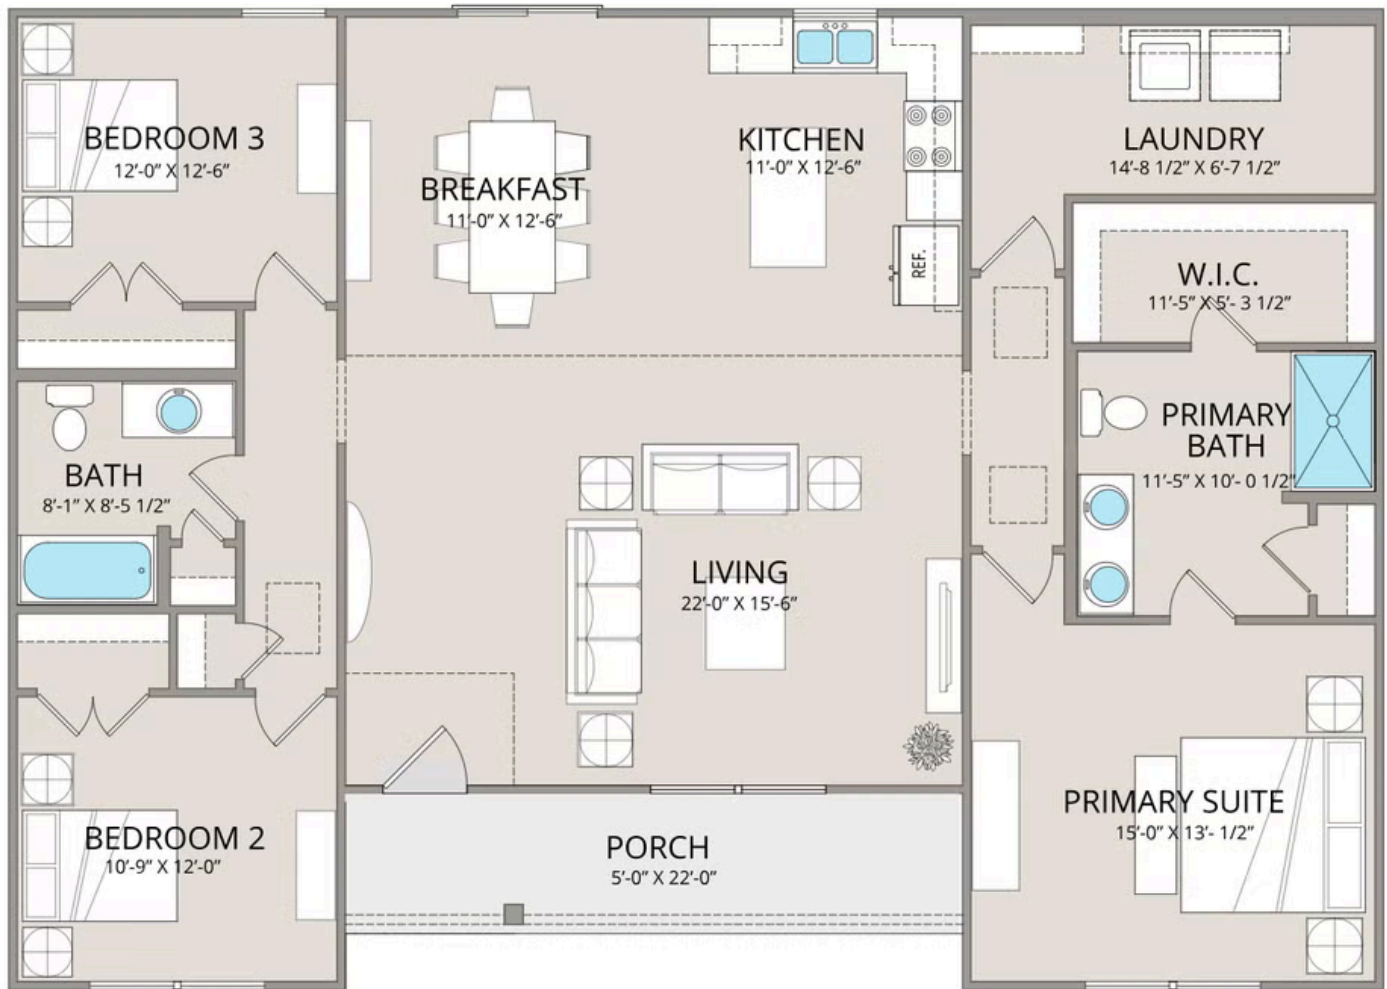 BEDROOM 3
12'-0" X 12'-6"
BREAKFAST
11'-0" X 12'-6"
KITCHEN
11'-0" X 12'-6"
REF.
LAUNDRY
14'-8 1/2" X 6'-7 1/2"
W.I.C.
11'-5" X 5'- 3 1/2"
BATH
8'-1" X 8'-5 1/2"
PRIMARY
BATH
11'-5" X 10'- 0 1/2"
LIVING
22'-0" X 15'-6"
BEDROOM 2
10'-9" X 12'-0"
PORCH
5'-0" X 22'-0"
PRIMARY SUITE
15'-0" X 13'- 1/2"